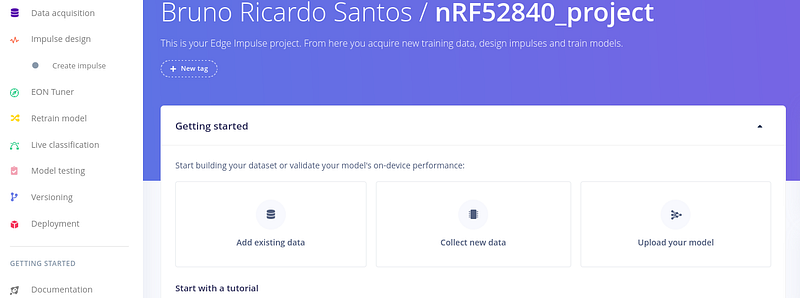 Bruno Ricardo Santos / nRF52840_project
This is your Edge Impulse project. From here you acquire new training data, design impulses and train models.
+ New tag
Data acquisition
Impulse design
Create impulse
EON Tuner
Retrain model
Live classification
Model testing
Versioning
Deployment
GETTING STARTED
Documentation
Getting started
Start building your dataset or validate your model's on-device performance:
Add existing data
Collect new data
Upload your model
Start with a tutorial